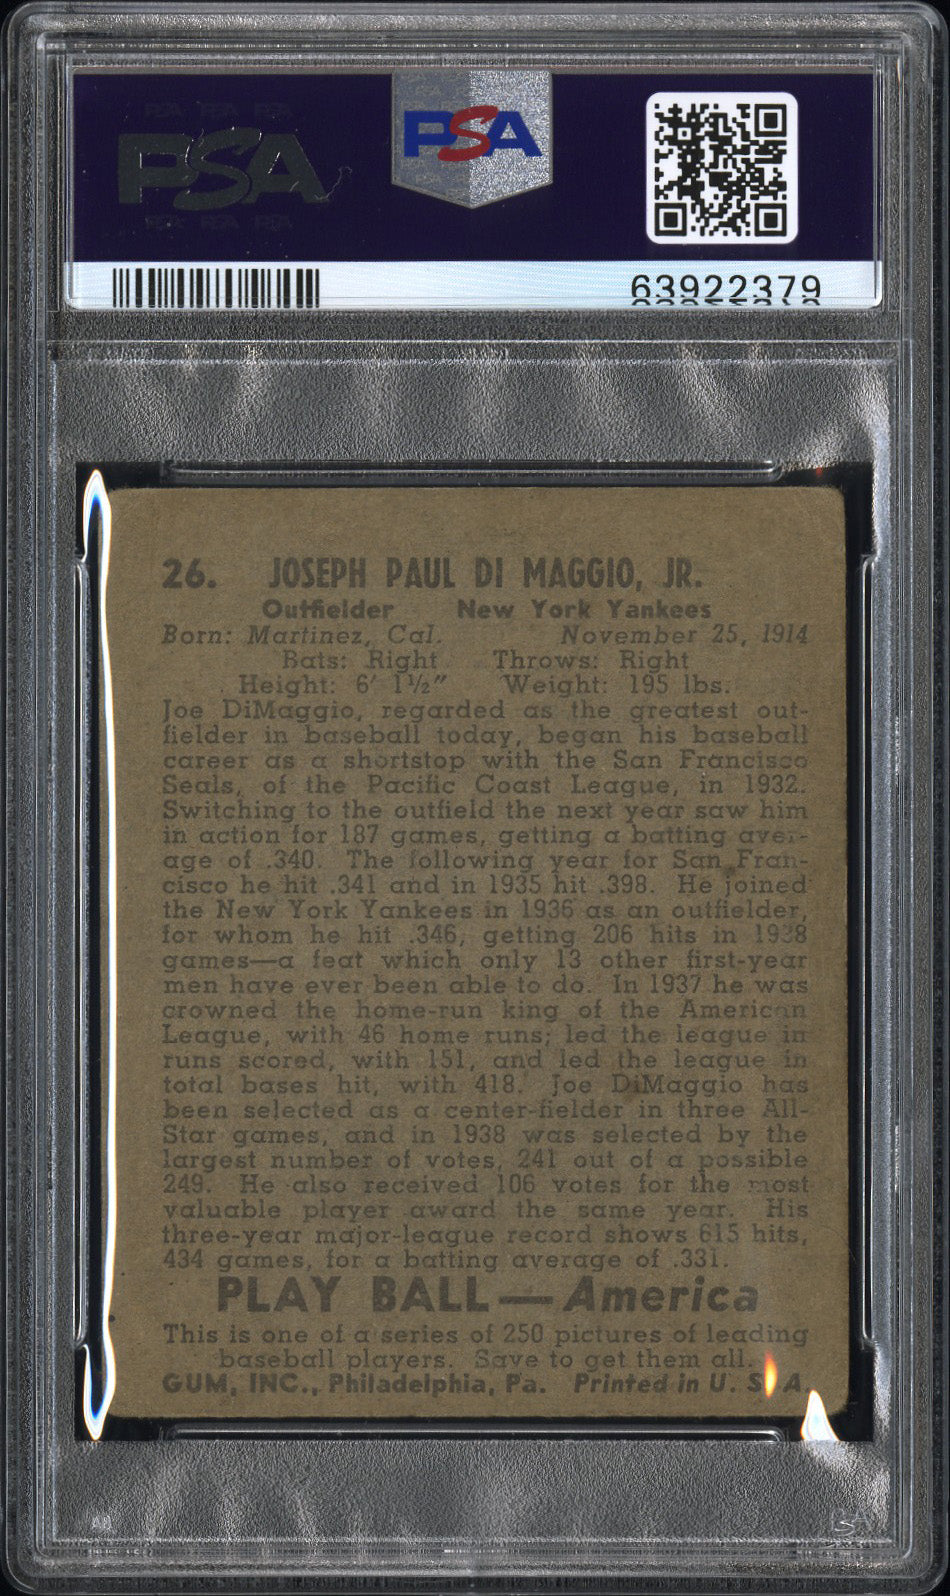 PSA
PSA
63922379
26. JOSEPH PAUL DI MAGGIO, JR.
Outfielder New York Yankees
Born: Martinez, Cal. November 25, 1914
Bats: Right Throws: Right
Height: 6' 1½" Weight: 195 lbs.
Joe DiMaggio, regarded as the greatest out-
fielder in baseball today, began his baseball
career as a shortstop with the San Francisco
Seals, of the Pacific Coast League, in 1932.
Switching to the outfield the next year saw him
in action for 187 games, getting a batting aver-
age of .340. The following year for San Fran-
cisco he hit .341 and in 1935 hit .398. He joined
the New York Yankees in 1936 as an outfielder,
for whom he hit .346, getting 206 hits in 1938
games—a feat which only 13 other first-year
men have ever been able to do. In 1937 he was
crowned the home-run king of the American
League, with 46 home runs; led the league in
runs scored, with 151, and led the league in
total bases hit, with 418. Joe DiMaggio has
been selected as a center-fielder in three All-
Star games, and in 1938 was selected by the
largest number of votes, 241 out of a possible
249. He also received 106 votes for the most
valuable player award the same year. His
three-year major-league record shows 615 hits,
434 games, for a batting average of .331.
PLAY BALL — America
This is one of a series of 250 pictures of leading
baseball players. Save to get them all.
GUM, INC., Philadelphia, Pa. Printed in U. S. A.